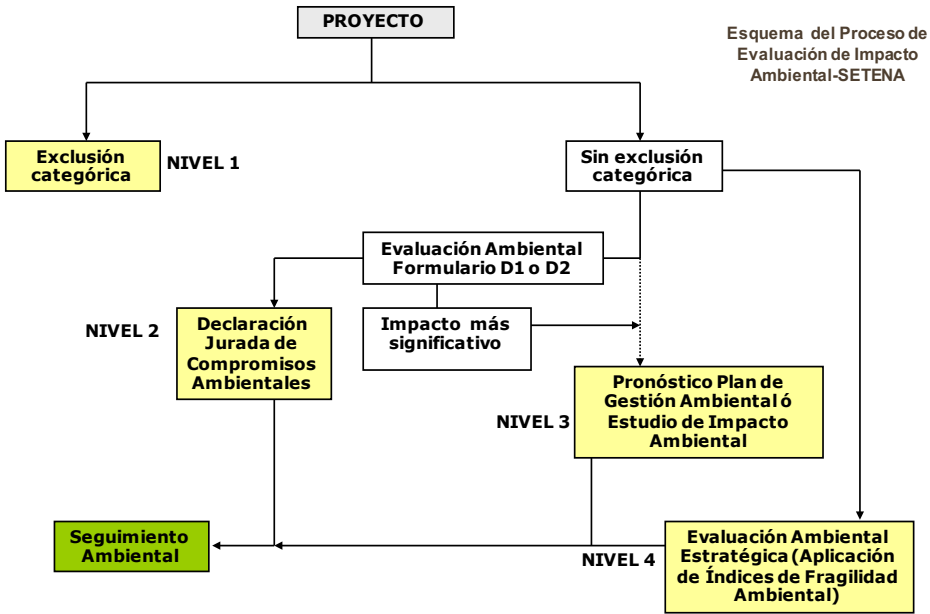 PROYECTO
Esquema del Proceso de
Evaluación de Impacto
Ambiental-SETENA
Exclusión
categórica
NIVEL 1
Sin exclusión
categórica
Evaluación Ambiental
Formulario D1 o D2
NIVEL 2
Declaración
Jurada de
Compromisos
Ambientales
Impacto más
significativo
NIVEL 3
Pronóstico Plan de
Gestión Ambiental ó
Estudio de Impacto
Ambiental
Seguimiento
Ambiental
NIVEL 4
Evaluación Ambiental
Estratégica (Aplicación
de Índices de Fragilidad
Ambiental)